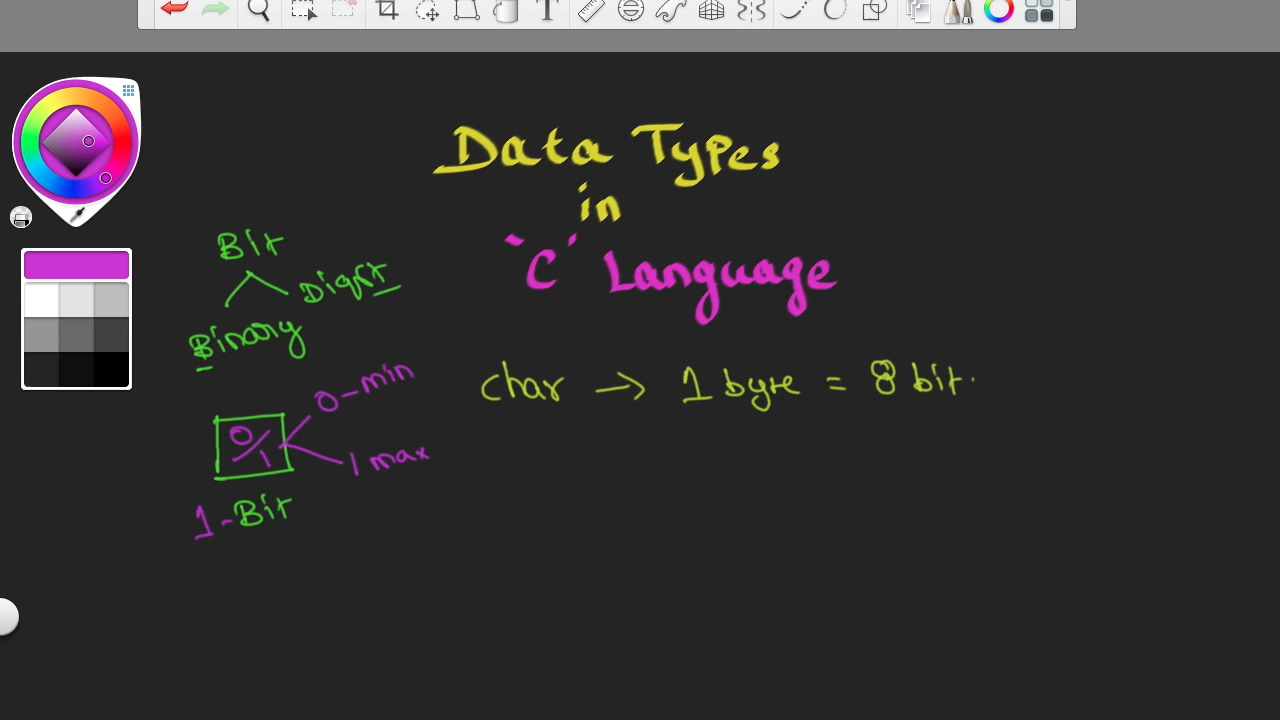 Data Types
in
'C' Language
Bit
Digit
Binary
char → 1 byte = 8 bit.
0 - min
0/1
1 max
1 - Bit